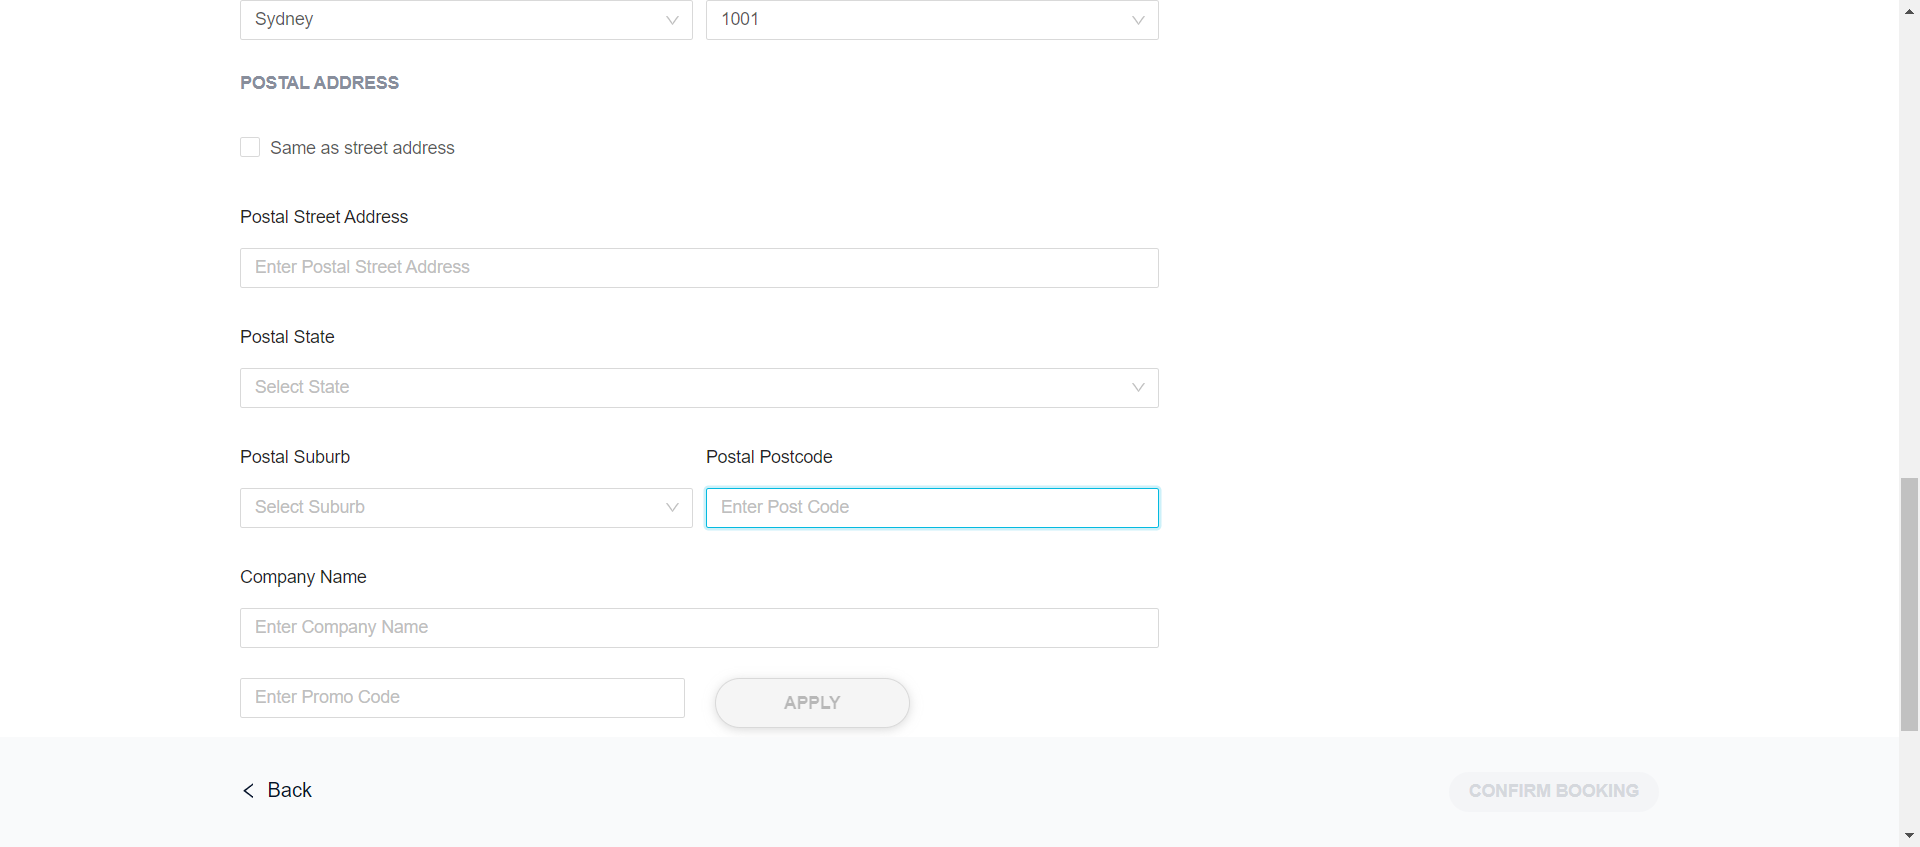 Sydney 1001
POSTAL ADDRESS
Same as street address
Postal Street Address
Enter Postal Street Address
Postal State
Select State
Postal Suburb Postal Postcode
Select Suburb Enter Post Code
Company Name
Enter Company Name
Enter Promo Code APPLY
Back CONFIRM BOOKING